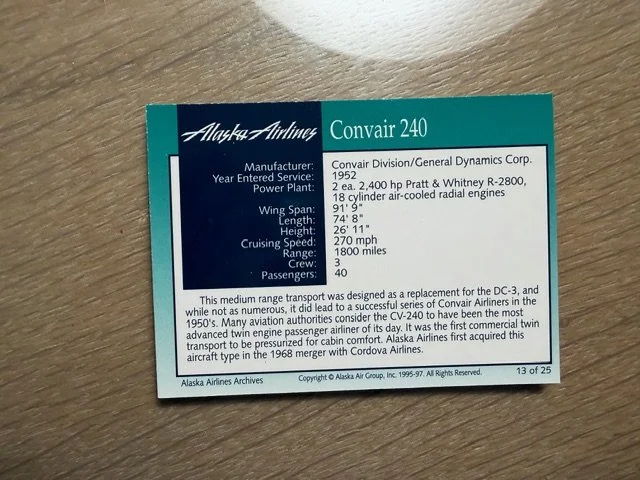 Alaska Airlines Convair 240
Manufacturer: Convair Division/General Dynamics Corp.
Year Entered Service: 1952
Power Plant: 2 ea. 2,400 hp Pratt & Whitney R-2800,
18 cylinder air-cooled radial engines
Wing Span: 91' 9"
Length: 74' 8"
Height: 26' 11"
Cruising Speed: 270 mph
Range: 1800 miles
Crew: 3
Passengers: 40
This medium range transport was designed as a replacement for the DC-3, and
while not as numerous, it did lead to a successful series of Convair Airliners in the
1950's. Many aviation authorities consider the CV-240 to have been the most
advanced twin engine passenger airliner of its day. It was the first commercial twin
transport to be pressurized for cabin comfort. Alaska Airlines first acquired this
aircraft type in the 1968 merger with Cordova Airlines.
Alaska Airlines Archives Copyright © Alaska Air Group, Inc. 1995-97. All Rights Reserved. 13 of 25